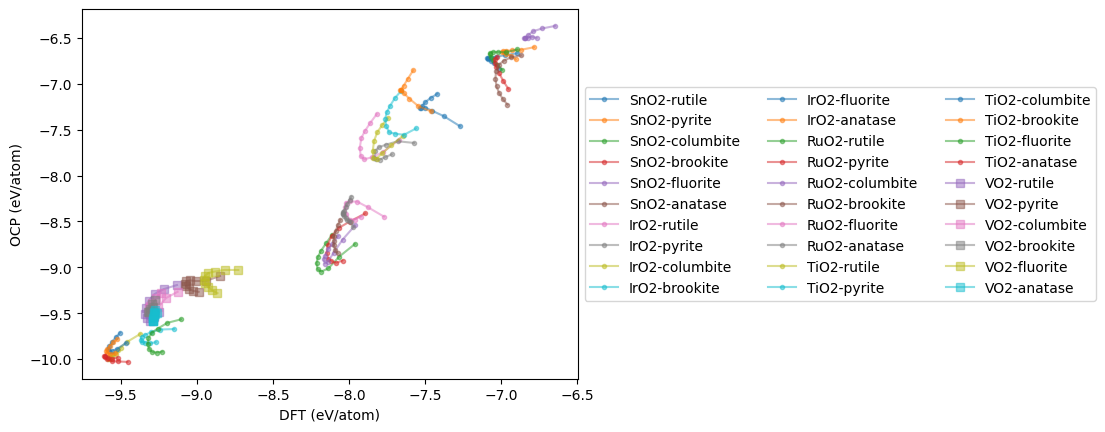 −6.5
−7.0
−7.5
−8.0
−8.5
−9.0
−9.5
−10.0
OCP (eV/atom)
−9.5 −9.0 −8.5 −8.0 −7.5 −7.0 −6.5
DFT (eV/atom)
SnO2-rutile IrO2-fluorite TiO2-columbite
SnO2-pyrite IrO2-anatase TiO2-brookite
SnO2-columbite RuO2-rutile TiO2-fluorite
SnO2-brookite RuO2-pyrite TiO2-anatase
SnO2-fluorite RuO2-columbite VO2-rutile
SnO2-anatase RuO2-brookite VO2-pyrite
IrO2-rutile RuO2-fluorite VO2-columbite
IrO2-pyrite RuO2-anatase VO2-brookite
IrO2-columbite TiO2-rutile VO2-fluorite
IrO2-brookite TiO2-pyrite VO2-anatase